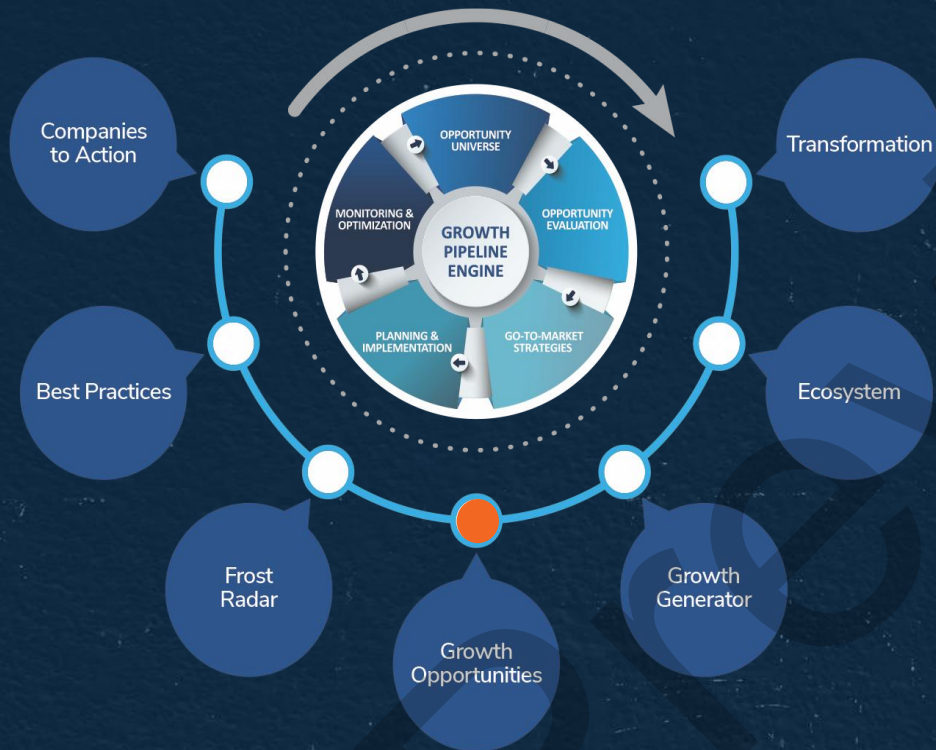 Companies
to Action
Best Practices
Frost
Radar
Growth
Opportunities
Growth
Generator
Ecosystem
Transformation
OPPORTUNITY
UNIVERSE
OPPORTUNITY
EVALUATION
GO-TO-MARKET
STRATEGIES
PLANNING &
IMPLEMENTATION
MONITORING &
OPTIMIZATION
GROWTH
PIPELINE
ENGINE